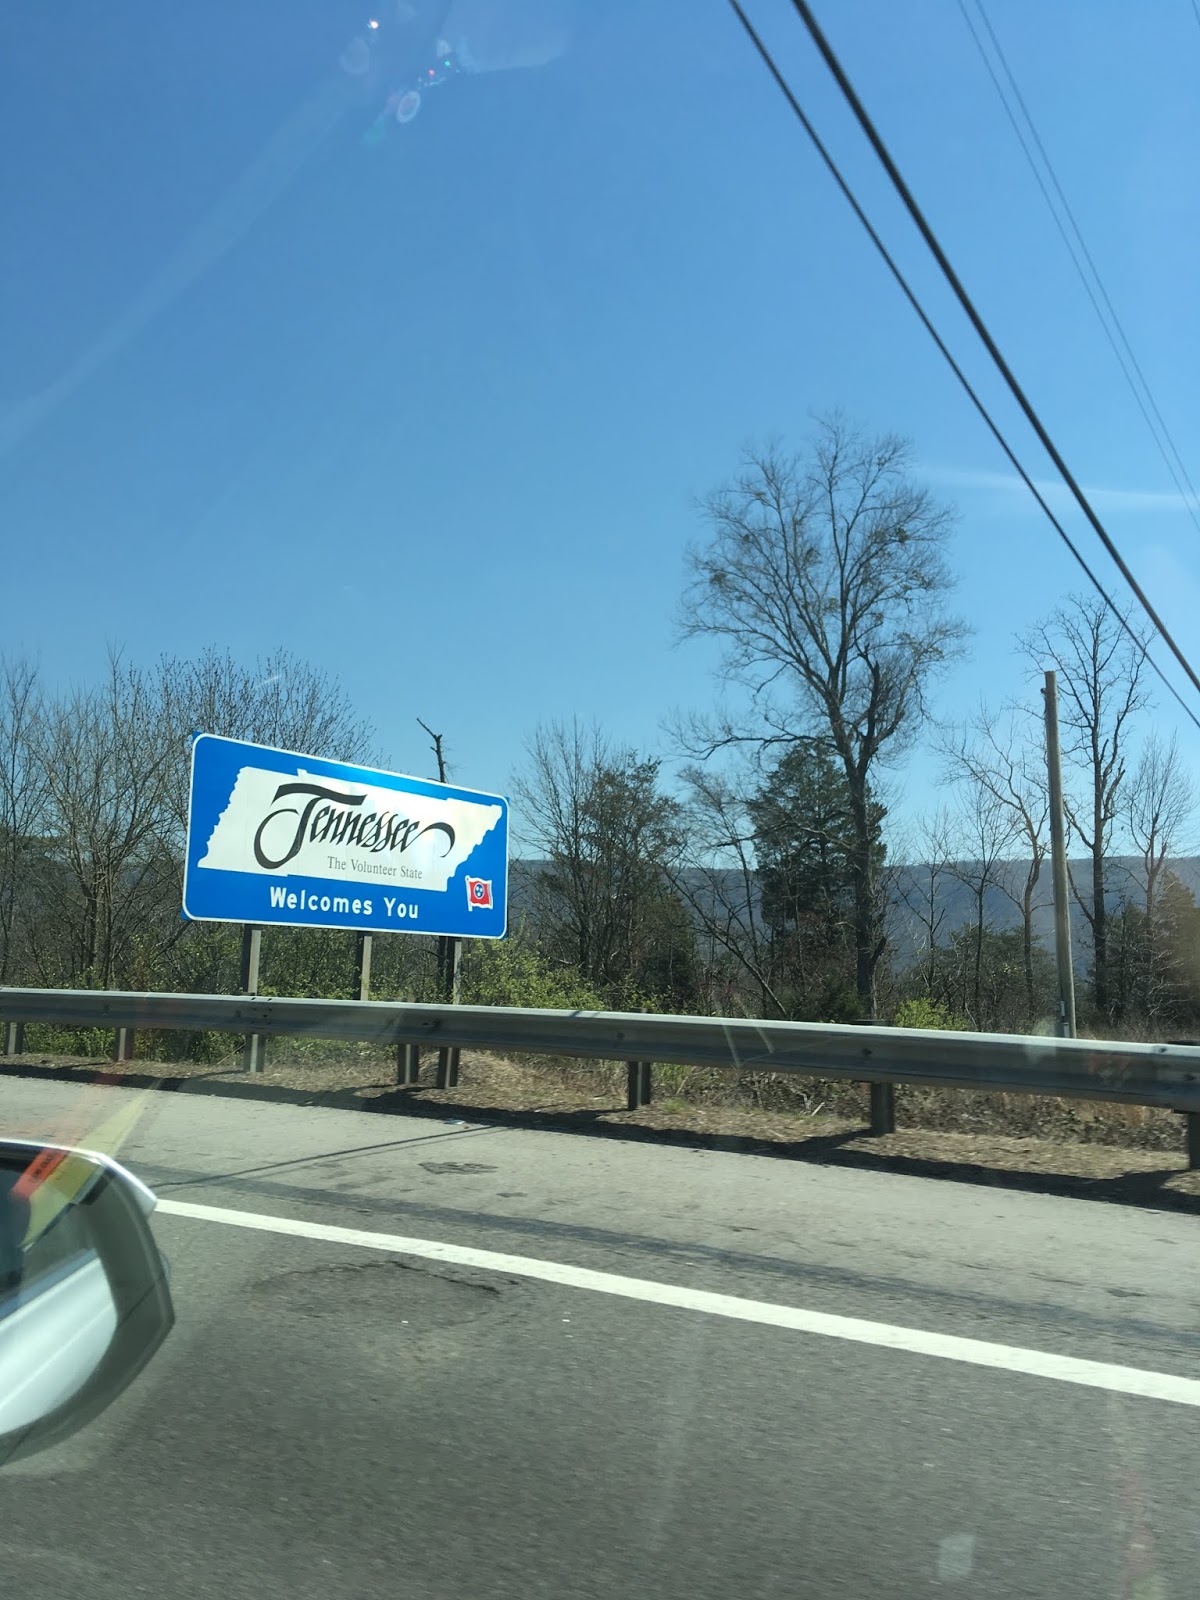 Tennessee
The Volunteer State
Welcomes You